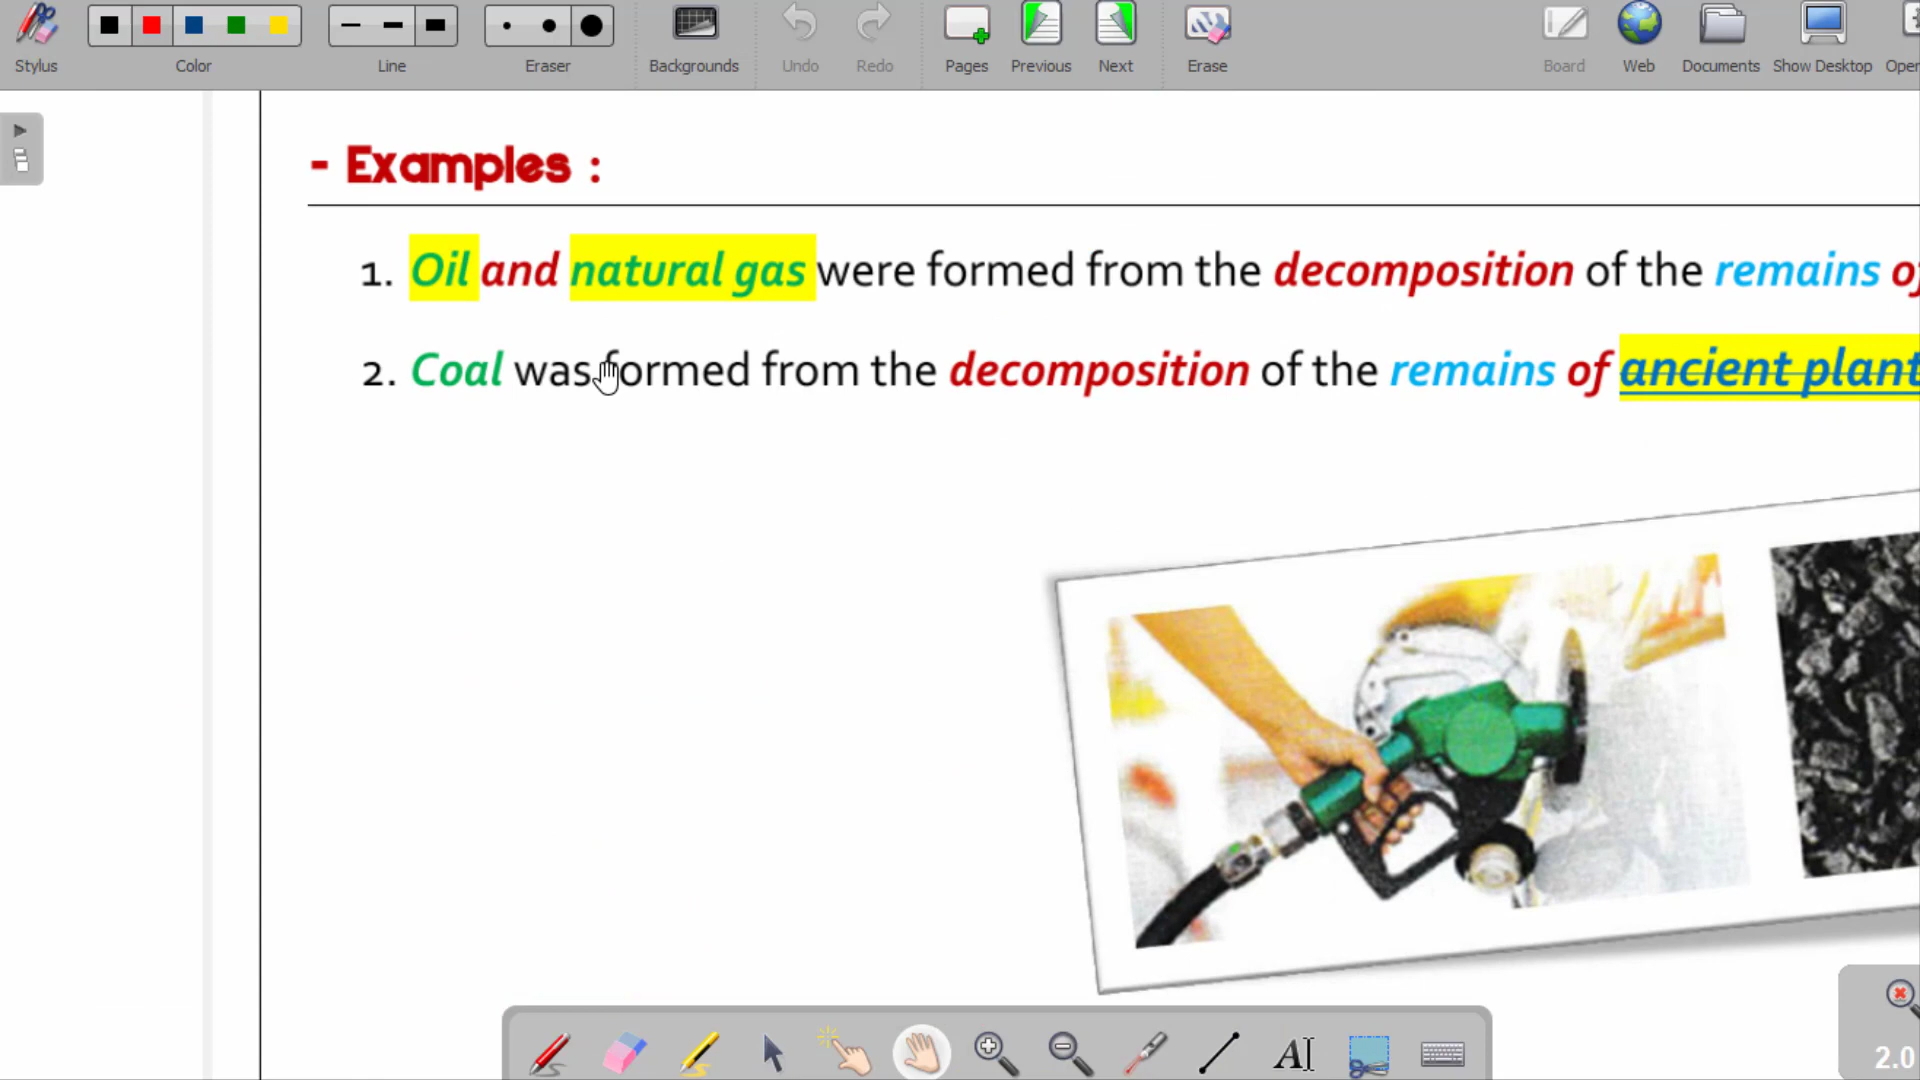 Stylus
Color
Line
Eraser
Backgrounds
Undo
Redo
Pages
Previous
Next
Erase
Board
Web
Documents
Show Desktop
- Examples :
1. Oil and natural gas were formed from the decomposition of the remains
2. Coal was formed from the decomposition of the remains of ancient plant
2.0